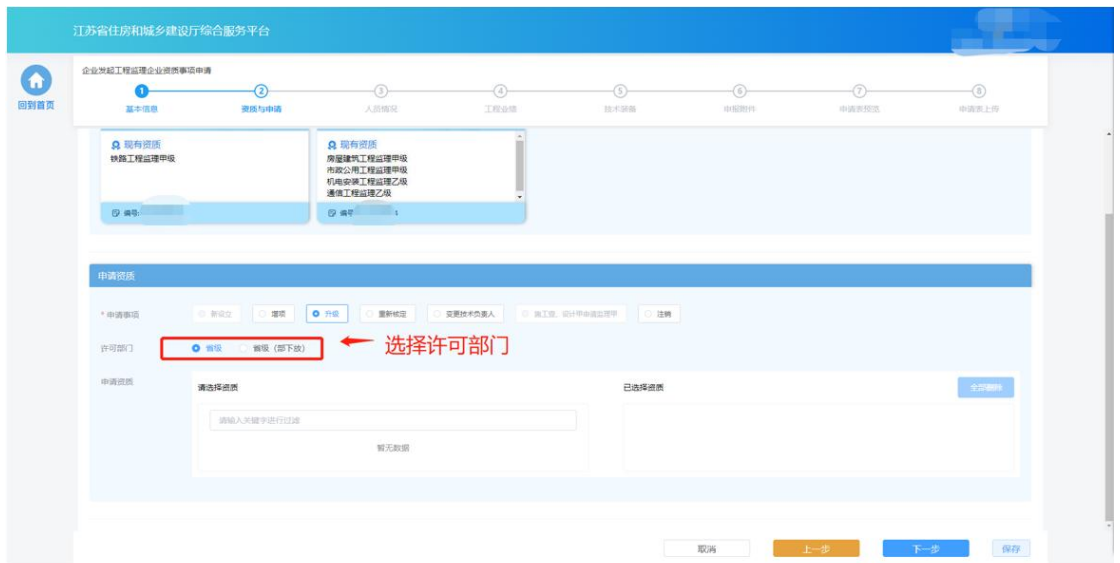 江苏省住房和城乡建设厅综合服务平台
回到首页
企业发起工程监理企业资质事项申请
1 2 3 4 5 6 7 8
基本信息 资质与申请 人员情况 工程业绩 技术装备 申报附件 申请表预览 申请表上传
现有资质 现有资质
铁路工程监理甲级 房屋建筑工程监理甲级
市政公用工程监理甲级
机电安装工程监理乙级
通信工程监理乙级
编号: 编号 1
申请资质
* 申请事项 新设立 增项 升级 重新核定 变更技术负责人 施工图、设计甲申请监理甲 注销
许可部门 省级 省级（部下放） 选择许可部门
申请资质 请选择资质 已选择资质 全部删除
请输入关键字进行过滤
暂无数据
取消 上一步 下一步 保存